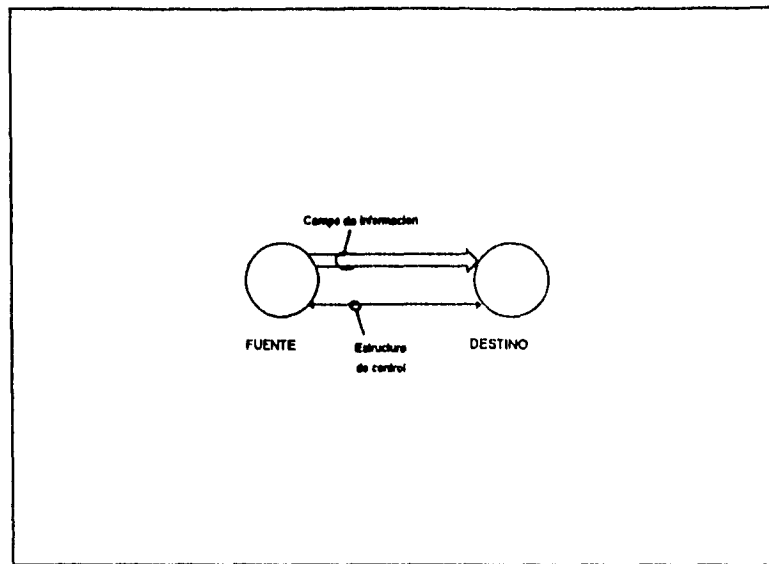 Campo de informacion
FUENTE
DESTINO
Estructura
de control